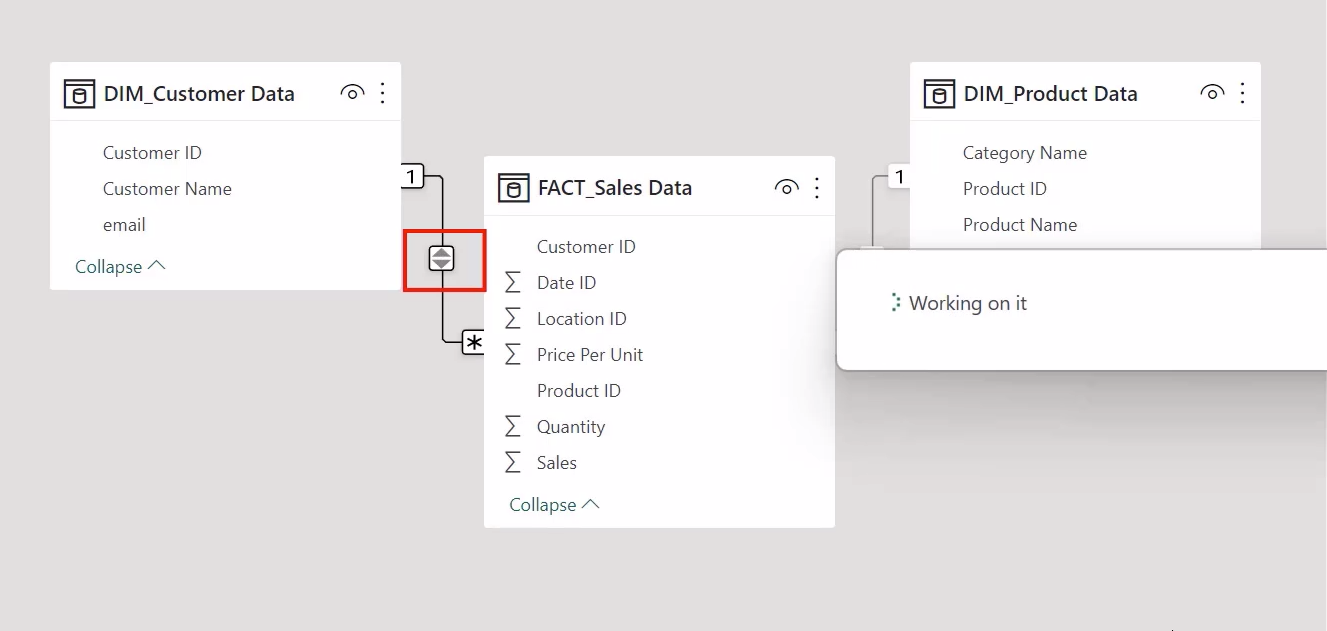 DIM_Customer Data
Customer ID
Customer Name
email
Collapse
1
*
FACT_Sales Data
Customer ID
Σ Date ID
Σ Location ID
Σ Price Per Unit
Product ID
Σ Quantity
Σ Sales
Collapse
1
DIM_Product Data
Category Name
Product ID
Product Name
Working on it